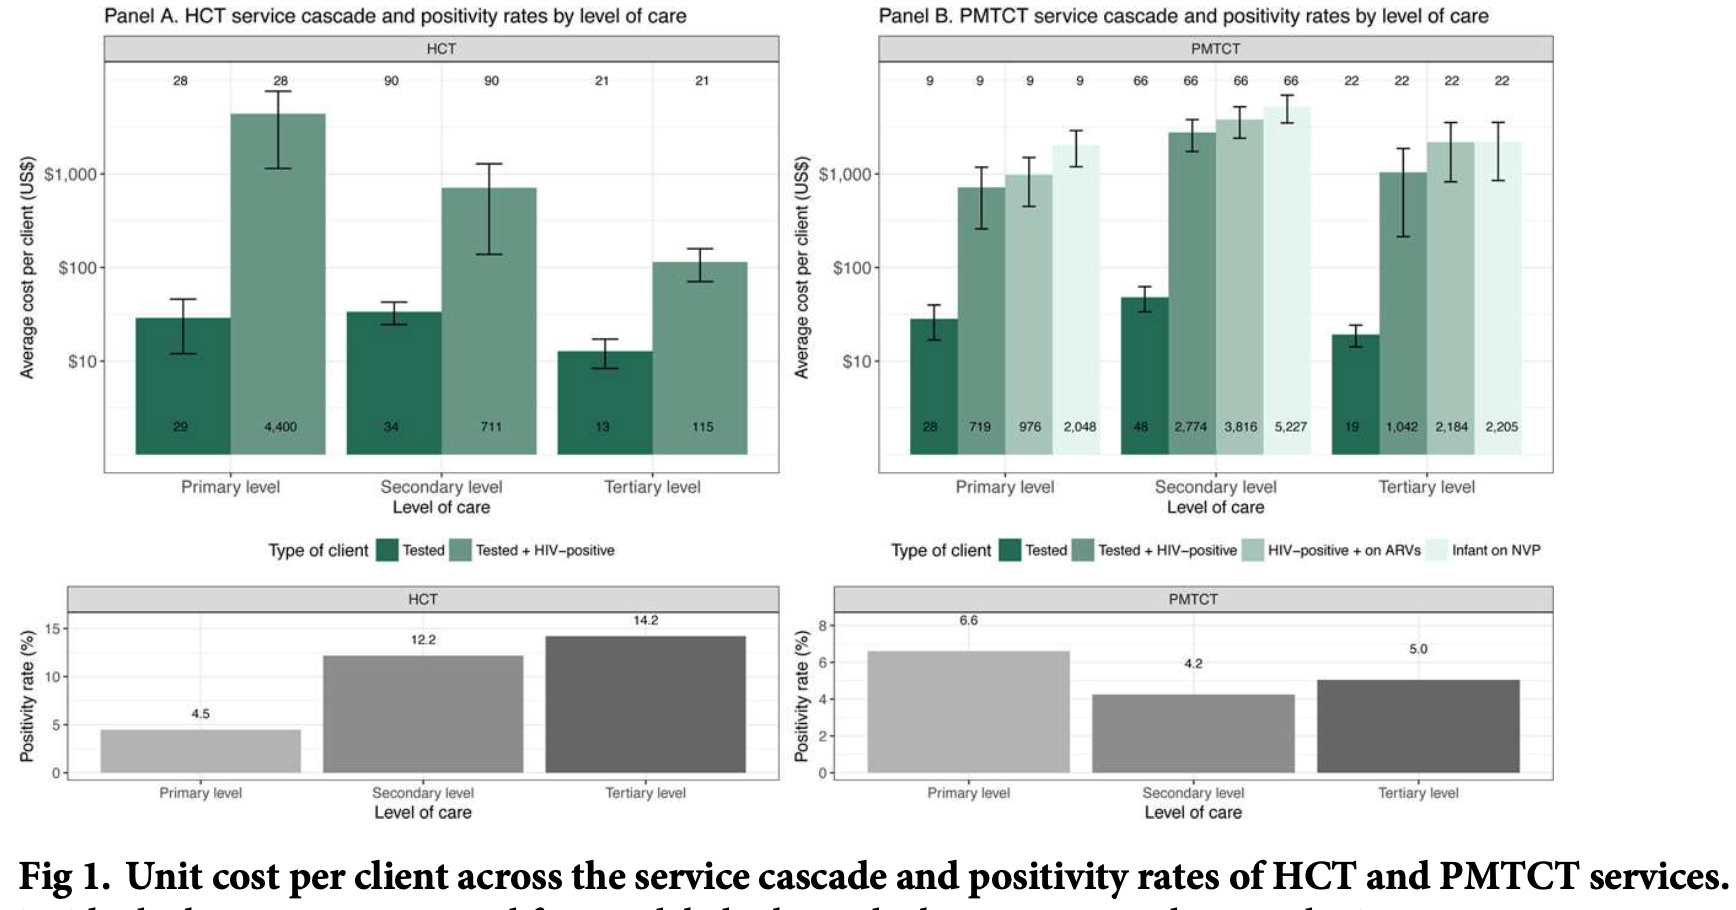 Panel A. HCT service cascade and positivity rates by level of care
HCT
28 28 90 90 21 21
Average cost per client (US$)
$1,000
$100
$10
29 4,400 34 711 13 115
Primary level Secondary level Tertiary level
Level of care
Type of client Tested Tested + HIV−positive
HCT
Positivity rate (%)
15
10
5
0
4.5 12.2 14.2
Primary level Secondary level Tertiary level
Level of care
Panel B. PMTCT service cascade and positivity rates by level of care
PMTCT
9 9 9 9 66 66 66 66 22 22 22 22
Average cost per client (US$)
$1,000
$100
$10
28 719 976 2,048 48 2,774 3,816 5,227 19 1,042 2,184 2,205
Primary level Secondary level Tertiary level
Level of care
Type of client Tested Tested + HIV−positive HIV−positive + on ARVs Infant on NVP
PMTCT
Positivity rate (%)
8
6
4
2
0
6.6 4.2 5.0
Primary level Secondary level Tertiary level
Level of care
Fig 1. Unit cost per client across the service cascade and positivity rates of HCT and PMTCT services.